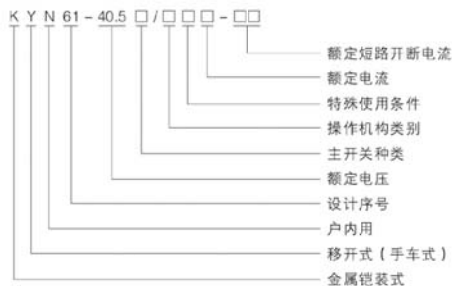 KYN61-40.5□/□□□-□□
额定短路开断电流
额定电流
特殊使用条件
操作机构类别
主开关种类
额定电压
设计序号
户内用
移开式(手车式)
金属铠装式